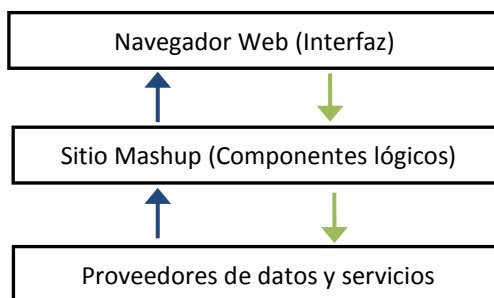 Navegador Web (Interfaz)
Sitio Mashup (Componentes lógicos)
Proveedores de datos y servicios